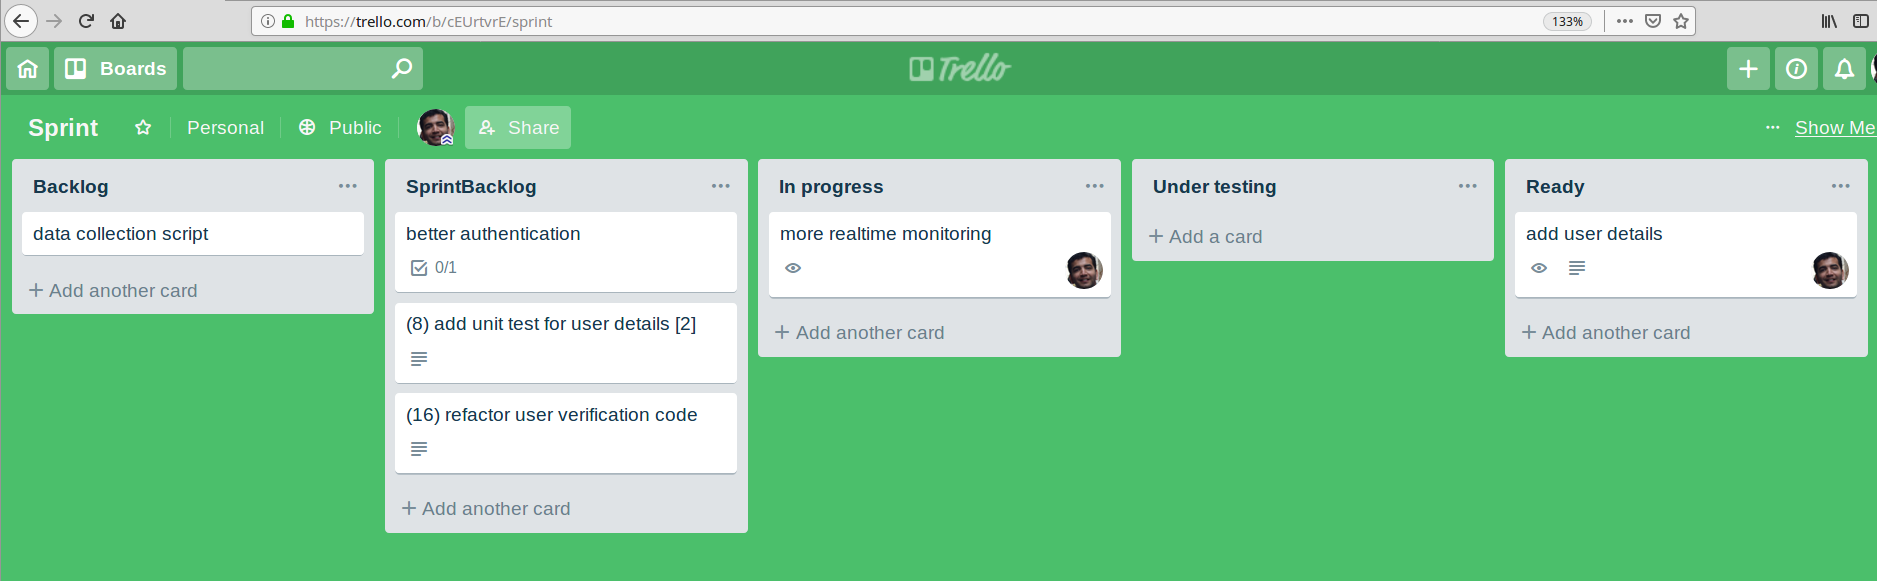 https://trello.com/b/cEUrtvrE/sprint
133%
Boards
Trello
Sprint
Personal
Public
Share
Show Me
Backlog
data collection script
Add another card
SprintBacklog
better authentication
0/1
(8) add unit test for user details [2]
(16) refactor user verification code
Add another card
In progress
more realtime monitoring
Add another card
Under testing
Add a card
Ready
add user details
Add another card